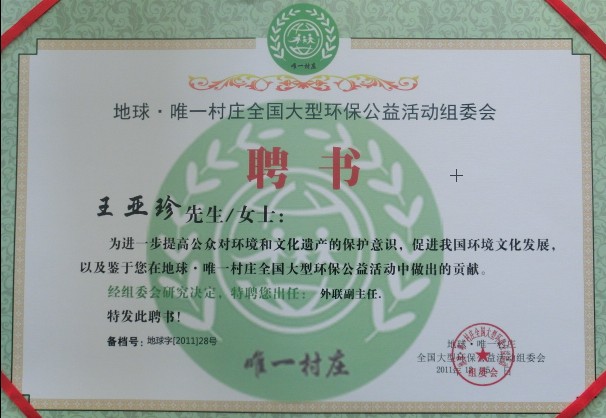 唯一村庄
地球·唯一村庄全国大型环保公益活动组委会
聘书
王亚珍先生/女士：
为进一步提高公众对环境和文化遗产的保护意识，促进我国环境文化发展，
以及鉴于您在地球·唯一村庄全国大型环保公益活动中做出的贡献。
经组委会研究决定，特聘您出任： 外联副主任.
特发此聘书！
备档号：地球字[2011]28号
唯一村庄
地球·唯一村庄
全国大型环保公益活动组委会
组委会